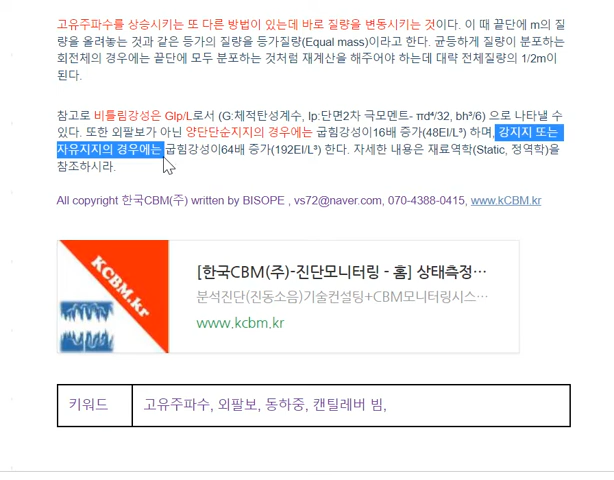 고유주파수를 상승시키는 또 다른 방법이 있는데 바로 질량을 변동시키는 것이다. 이 때 끝단에 m의 질
량을 올려놓는 것과 같은 등가의 질량을 등가질량(Equal mass)이라고 한다. 균등하게 질량이 분포하는
회전체의 경우에는 끝단에 모두 분포하는 것처럼 재계산을 해주어야 하는데 대략 전체질량의 1/2m이
된다.
참고로 비틀림강성은 GIp/L로서 (G:체적탄성계수, Ip:단면2차 극모멘트- πd⁴/32, bh³/6) 으로 나타낼 수
있다. 또한 외팔보가 아닌 양단단순지지의 경우에는 굽힘강성이16배 증가(48EI/L³) 하며, 강지지 또는
자유지지의 경우에는 굽힘강성이64배 증가(192EI/L³) 한다. 자세한 내용은 재료역학(Static, 정역학)을
참조하시라.
All copyright 한국CBM(주) written by BISOPE , vs72@naver.com, 070-4388-0415, www.kCBM.kr
KCBM.kr
[한국CBM(주)-진단모니터링 - 홈] 상태측정…
분석진단(진동소음)기술컨설팅+CBM모니터링시스…
www.kcbm.kr
키워드 고유주파수, 외팔보, 동하중, 캔틸레버 빔,